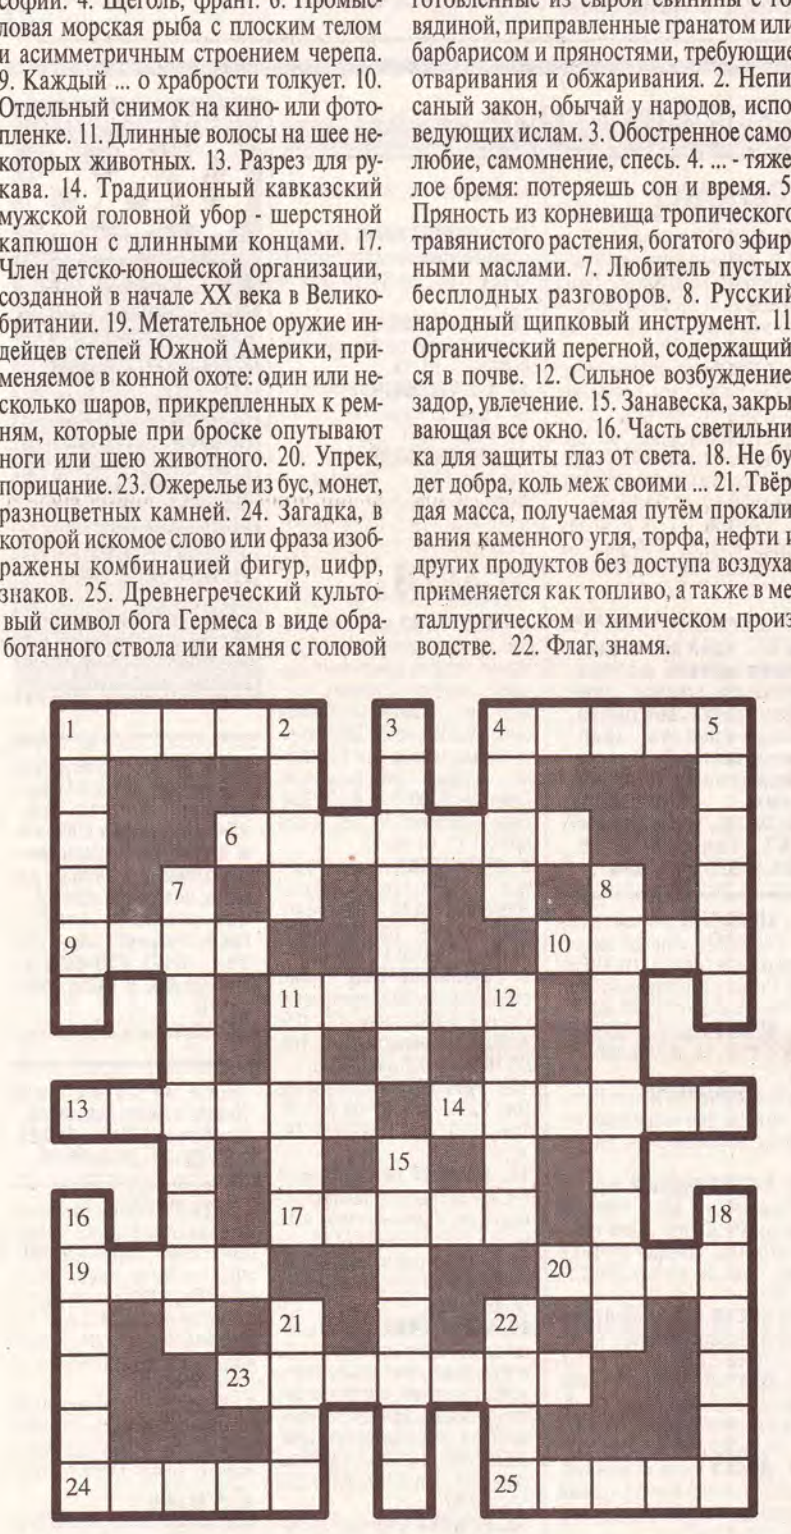 софии. 4. Щеголь, франт. 6. Промыс-
ловая морская рыба с плоским телом
и асимметричным строением черепа.
9. Каждый ... о храбрости толкует. 10.
Отдельный снимок на кино- или фото-
пленке. 11. Длинные волосы на шее не-
которых животных. 13. Разрез для ру-
кава. 14. Традиционный кавказский
мужской головной убор - шерстяной
капюшон с длинными концами. 17.
Член детско-юношеской организации,
созданной в начале XX века в Велико-
британии. 19. Метательное оружие ин-
дейцев степей Южной Америки, при-
меняемое в конной охоте: один или не-
сколько шаров, прикрепленных к рем-
ням, которые при броске опутывают
ноги или шею животного. 20. Упрек,
порицание. 23. Ожерелье из бус, монет,
разноцветных камней. 24. Загадка, в
которой искомое слово или фраза изоб-
ражены комбинацией фигур, цифр,
знаков. 25. Древнегреческий культо-
вый символ бога Гермеса в виде обра-
ботанного ствола или камня с головой
готовленные из сырой свинины с го-
вядиной, приправленные гранатом или
барбарисом и пряностями, требующие
отваривания и обжаривания. 2. Непи-
саный закон, обычай у народов, испо-
ведующих ислам. 3. Обостренное само-
любие, самомнение, спесь. 4. ... - тяже-
лое бремя: потеряешь сон и время. 5.
Пряность из корневища тропического
травянистого растения, богатого эфир-
ными маслами. 7. Любитель пустых,
бесплодных разговоров. 8. Русский
народный щипковый инструмент. 11.
Органический перегной, содержащий-
ся в почве. 12. Сильное возбуждение,
задор, увлечение. 15. Занавеска, закры-
вающая все окно. 16. Часть светильни-
ка для защиты глаз от света. 18. Не бу-
дет добра, коль меж своими ... 21. Твёр-
дая масса, получаемая путём прокали-
вания каменного угля, торфа, нефти и
других продуктов без доступа воздуха,
применяется как топливо, а также в ме-
таллургическом и химическом произ-
водстве. 22. Флаг, знамя.
1 2 3 4 5
6
7 8
9 10
11 12
13 14
15
16 17 18
19 20
21 22
23
24 25